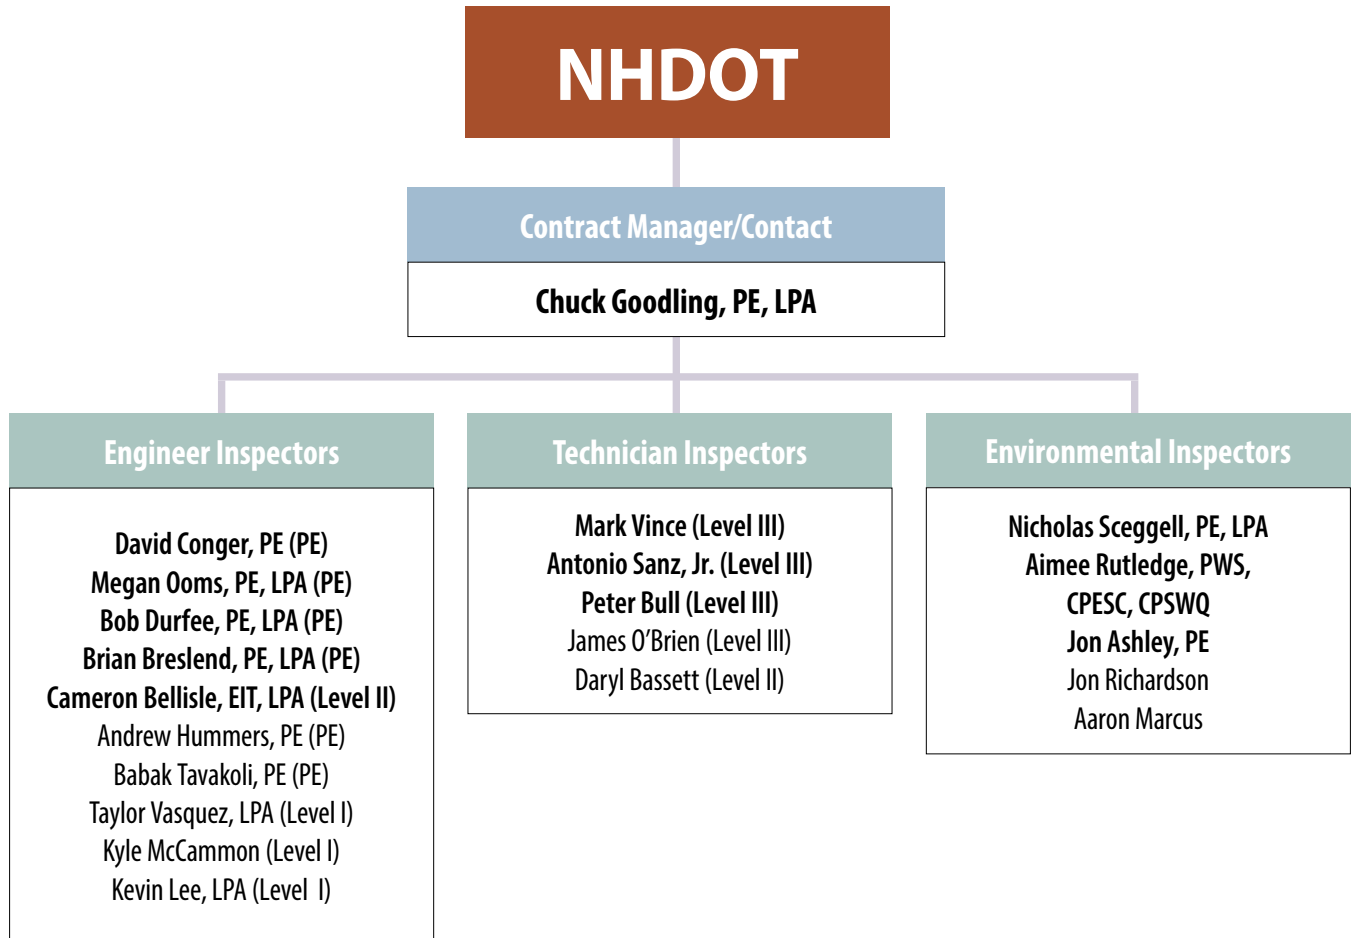 NHDOT
Contract Manager/Contact
Chuck Goodling, PE, LPA
Engineer Inspectors
David Conger, PE (PE)
Megan Ooms, PE, LPA (PE)
Bob Durfee, PE, LPA (PE)
Brian Breslend, PE, LPA (PE)
Cameron Bellisle, EIT, LPA (Level II)
Andrew Hummers, PE (PE)
Babak Tavakoli, PE (PE)
Taylor Vasquez, LPA (Level I)
Kyle McCammon (Level I)
Kevin Lee, LPA (Level I)
Technician Inspectors
Mark Vince (Level III)
Antonio Sanz, Jr. (Level III)
Peter Bull (Level III)
James O'Brien (Level III)
Daryl Bassett (Level II)
Environmental Inspectors
Nicholas Sceggell, PE, LPA
Aimee Rutledge, PWS,
CPESC, CPSWQ
Jon Ashley, PE
Jon Richardson
Aaron Marcus